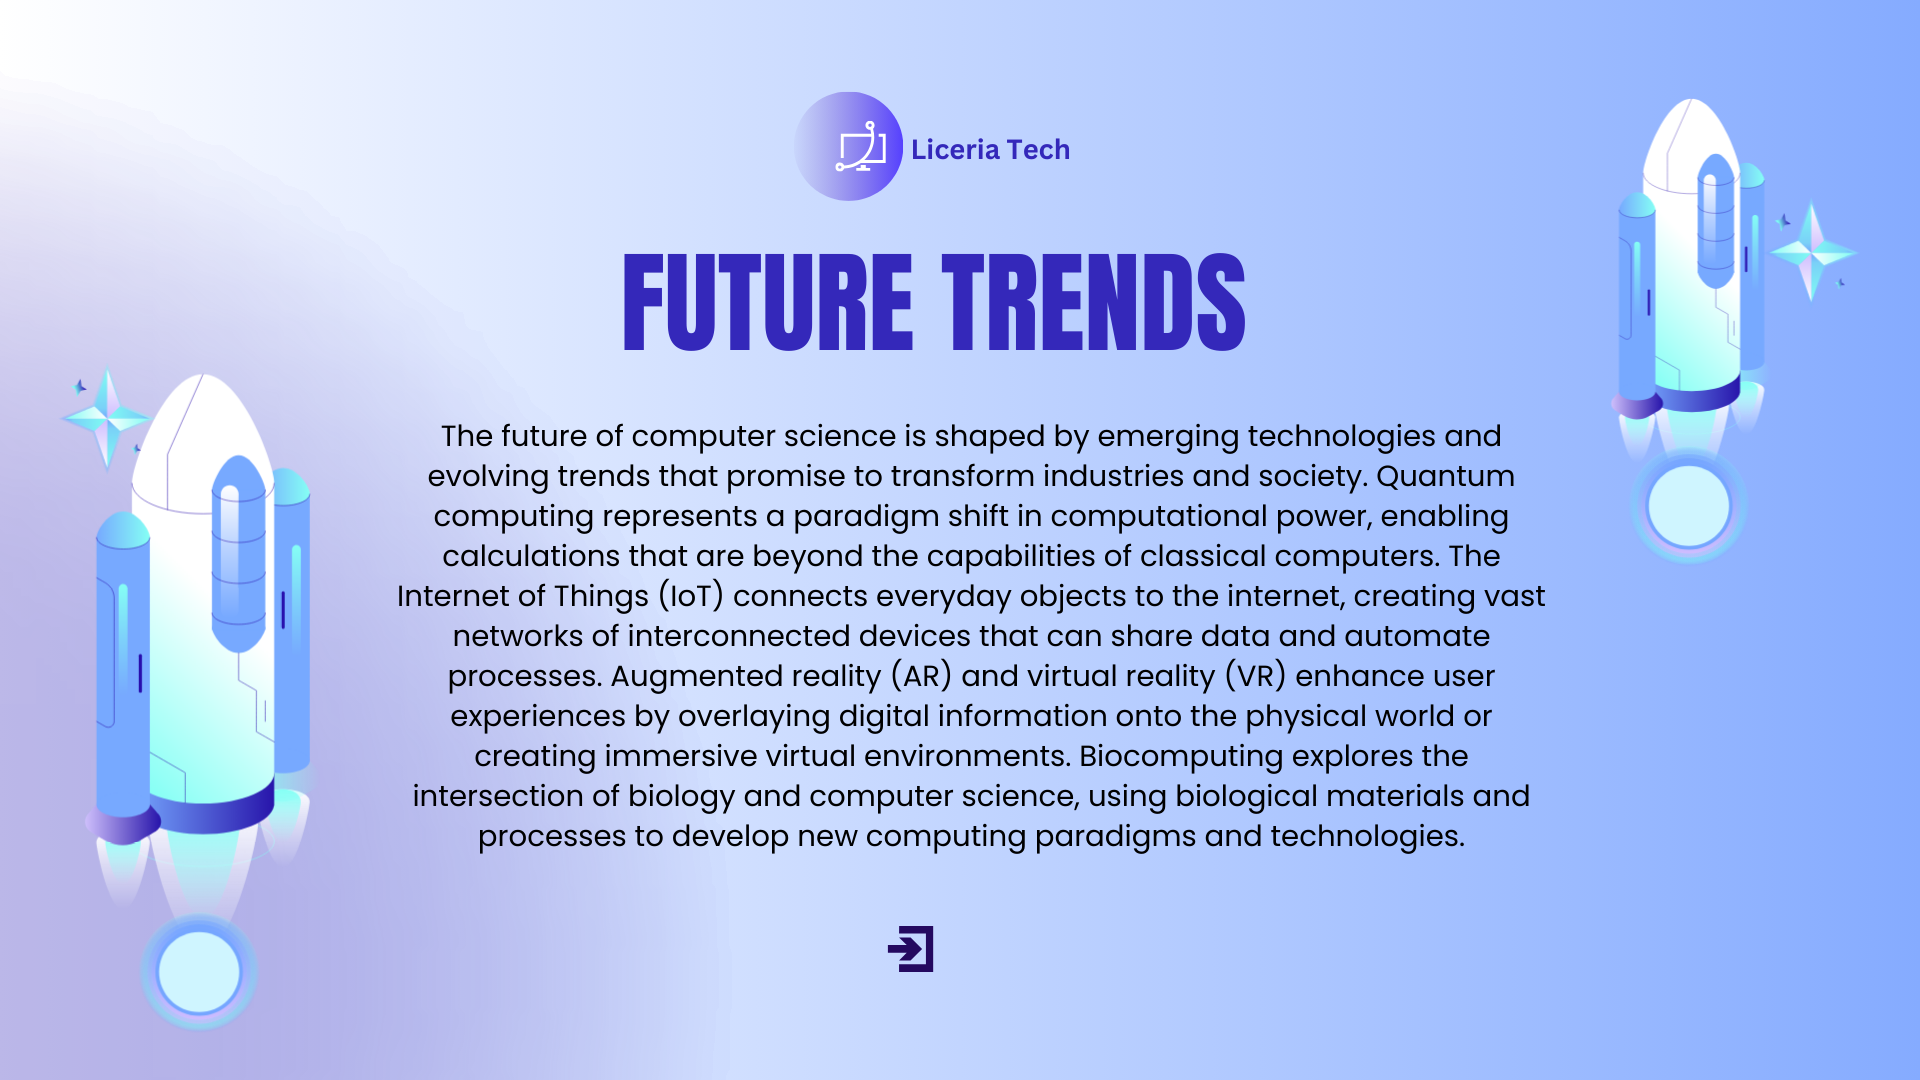 Liceria Tech
FUTURE TRENDS
The future of computer science is shaped by emerging technologies and
evolving trends that promise to transform industries and society. Quantum
computing represents a paradigm shift in computational power, enabling
calculations that are beyond the capabilities of classical computers. The
Internet of Things (IoT) connects everyday objects to the internet, creating vast
networks of interconnected devices that can share data and automate
processes. Augmented reality (AR) and virtual reality (VR) enhance user
experiences by overlaying digital information onto the physical world or
creating immersive virtual environments. Biocomputing explores the
intersection of biology and computer science, using biological materials and
processes to develop new computing paradigms and technologies.